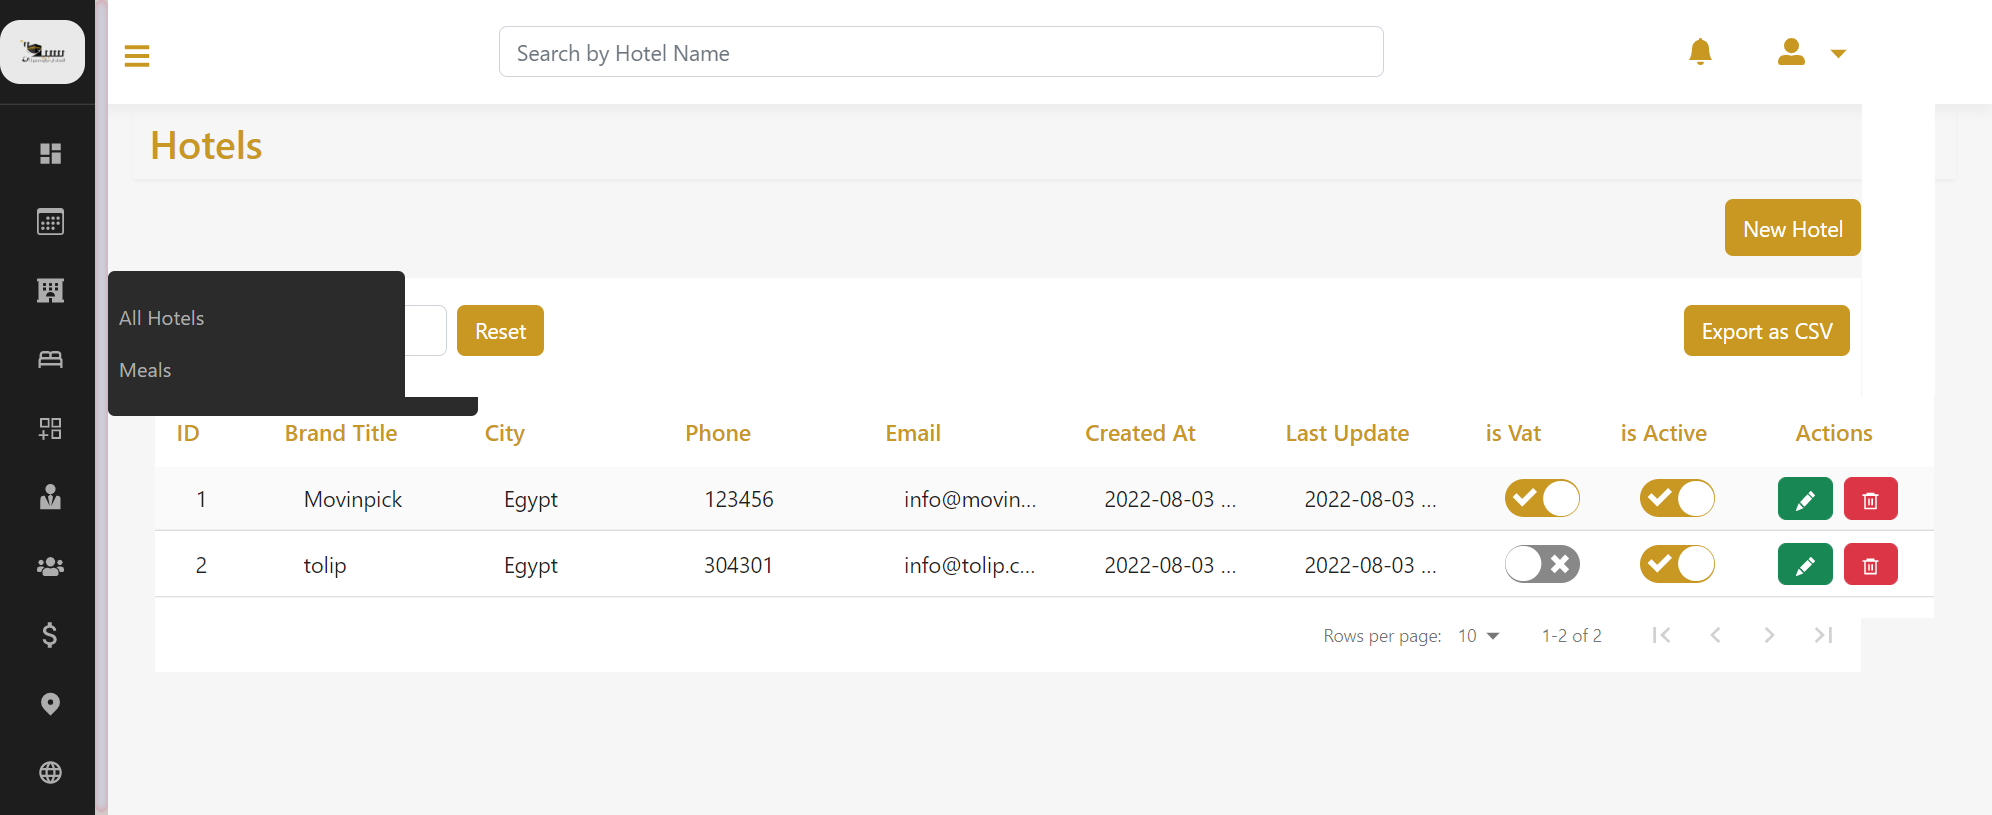 Search by Hotel Name
Hotels
New Hotel
All Hotels
Meals
Reset
Export as CSV
ID Brand Title City Phone Email Created At Last Update is Vat is Active Actions
1 Movinpick Egypt 123456 info@movin... 2022-08-03 ... 2022-08-03 ...
2 tolip Egypt 304301 info@tolip.c... 2022-08-03 ... 2022-08-03 ...
Rows per page: 10 1-2 of 2